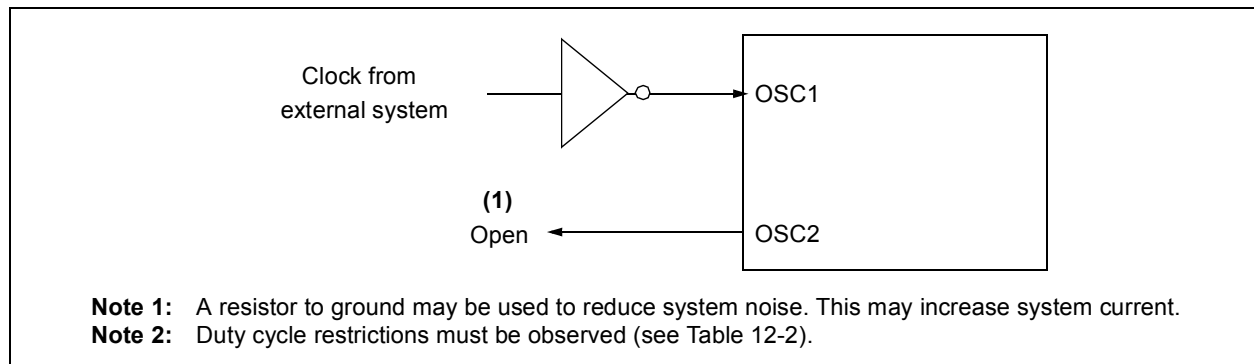 Clock from
external system
OSC1
(1)
Open
OSC2
Note 1: A resistor to ground may be used to reduce system noise. This may increase system current.
Note 2: Duty cycle restrictions must be observed (see Table 12-2).